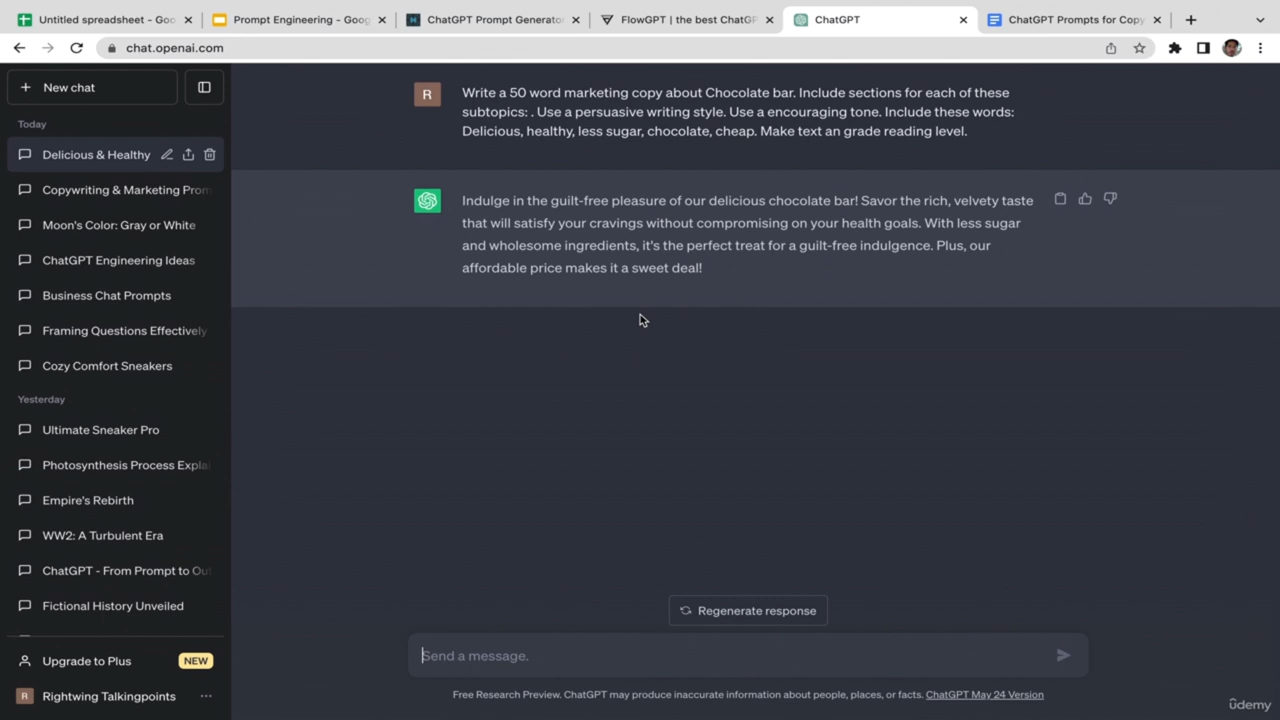 Untitled spreadsheet - Goo
Prompt Engineering - Goog
ChatGPT Prompt Generator
FlowGPT | the best ChatGP
ChatGPT
ChatGPT Prompts for Copy
chat.openai.com
New chat
Today
Delicious & Healthy
Copywriting & Marketing Prom
Moon's Color: Gray or White
ChatGPT Engineering Ideas
Business Chat Prompts
Framing Questions Effectively
Cozy Comfort Sneakers
Yesterday
Ultimate Sneaker Pro
Photosynthesis Process Expla
Empire's Rebirth
WW2: A Turbulent Era
ChatGPT - From Prompt to Ou
Fictional History Unveiled
Upgrade to Plus
NEW
R
Rightwing Talkingpoints
R
Write a 50 word marketing copy about Chocolate bar. Include sections for each of these
subtopics: . Use a persuasive writing style. Use a encouraging tone. Include these words:
Delicious, healthy, less sugar, chocolate, cheap. Make text an grade reading level.
Indulge in the guilt-free pleasure of our delicious chocolate bar! Savor the rich, velvety taste
that will satisfy your cravings without compromising on your health goals. With less sugar
and wholesome ingredients, it's the perfect treat for a guilt-free indulgence. Plus, our
affordable price makes it a sweet deal!
Regenerate response
Send a message.
Free Research Preview. ChatGPT may produce inaccurate information about people, places, or facts. ChatGPT May 24 Version
ûdemy